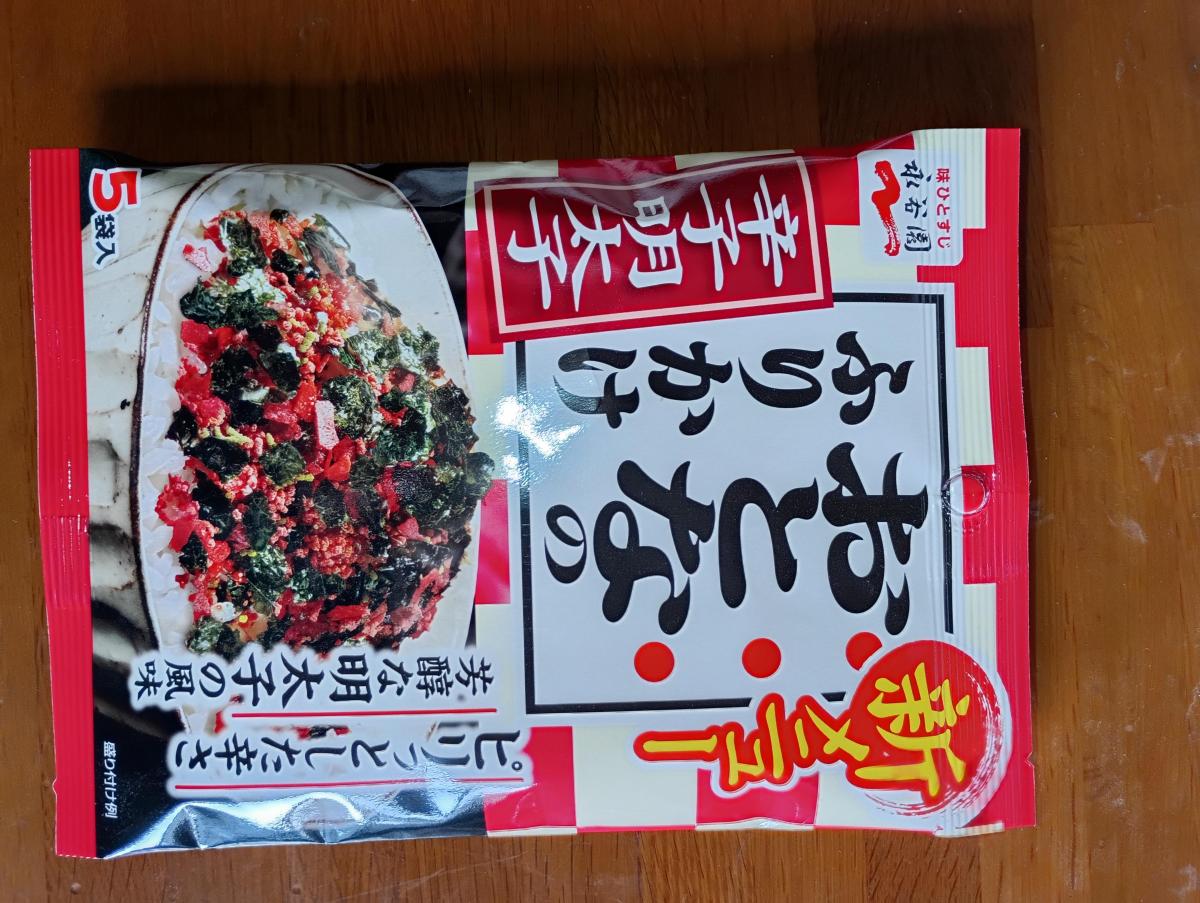 味ひとすじ
永谷園
新メニュー
おとなの
ふりかけ
辛子明太子
ピリッとした辛さ
芳醇な明太子の風味
5袋入
盛り付け例